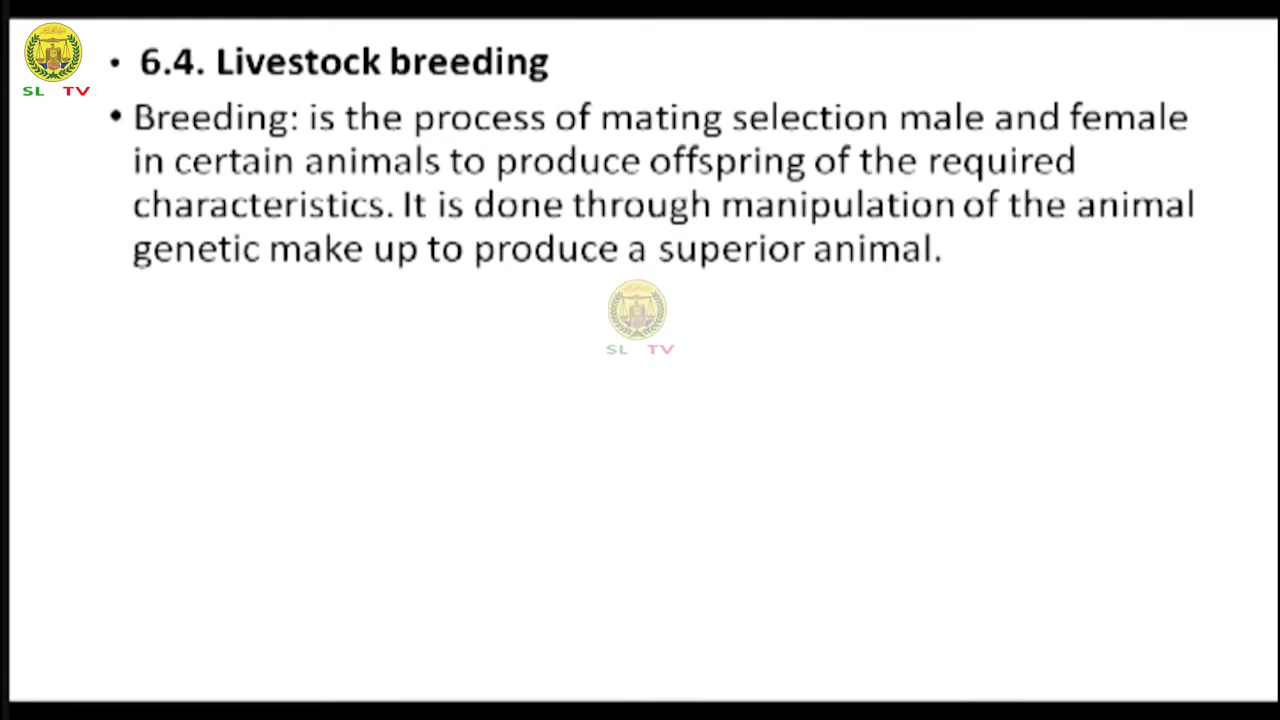 SL TV
• 6.4. Livestock breeding
• Breeding: is the process of mating selection male and female
in certain animals to produce offspring of the required
characteristics. It is done through manipulation of the animal
genetic make up to produce a superior animal.
SL TV